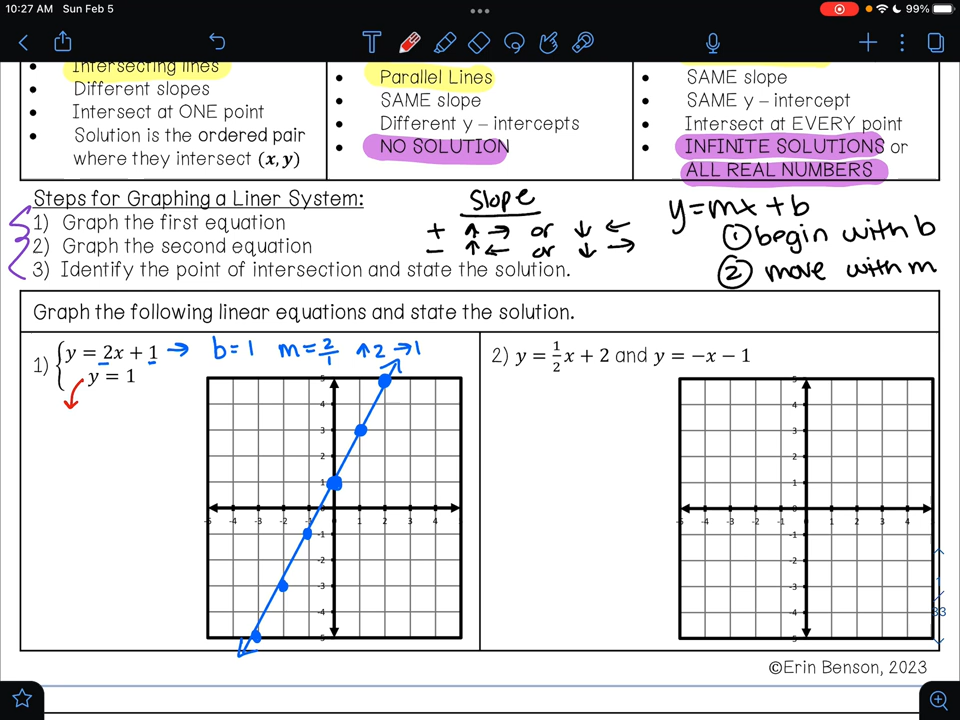 10:27 AM Sun Feb 5
99%
Intersecting lines
• Different slopes
• Intersect at ONE point
• Solution is the ordered pair
where they intersect (x, y)
• Parallel Lines
• SAME slope
• Different y – intercepts
• NO SOLUTION
• SAME slope
• SAME y – intercept
• Intersect at EVERY point
• INFINITE SOLUTIONS or
ALL REAL NUMBERS
Steps for Graphing a Liner System:
1) Graph the first equation
2) Graph the second equation
3) Identify the point of intersection and state the solution.
Slope
+ ↑ → or ↓ ←
– ↑ ← or ↓ →
y=mx+b
① begin with b
② move with m
Graph the following linear equations and state the solution.
1) { y = 2x + 1 → b=1 m=2/1 ↑2 →1
y = 1
5
4
3
2
1
-5 -4 -3 -2 -1 0 1 2 3 4
-1
-2
-3
-4
5
2) y = 1/2 x + 2 and y = −x − 1
5
4
3
2
1
-5 -4 -3 -2 -1 0 1 2 3 4
-1
-2
-3
-4
5
33
©Erin Benson, 2023